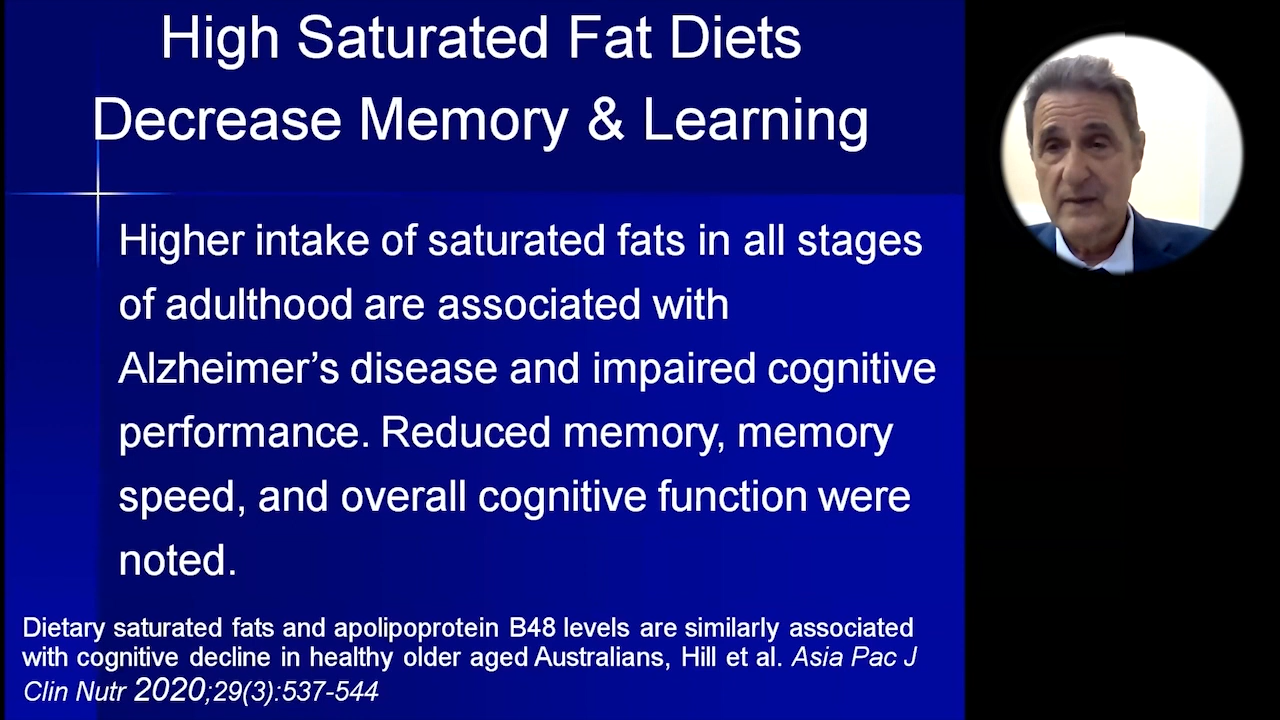 High Saturated Fat Diets
Decrease Memory & Learning
Higher intake of saturated fats in all stages
of adulthood are associated with
Alzheimer’s disease and impaired cognitive
performance. Reduced memory, memory
speed, and overall cognitive function were
noted.
Dietary saturated fats and apolipoprotein B48 levels are similarly associated
with cognitive decline in healthy older aged Australians, Hill et al. Asia Pac J
Clin Nutr 2020;29(3):537-544